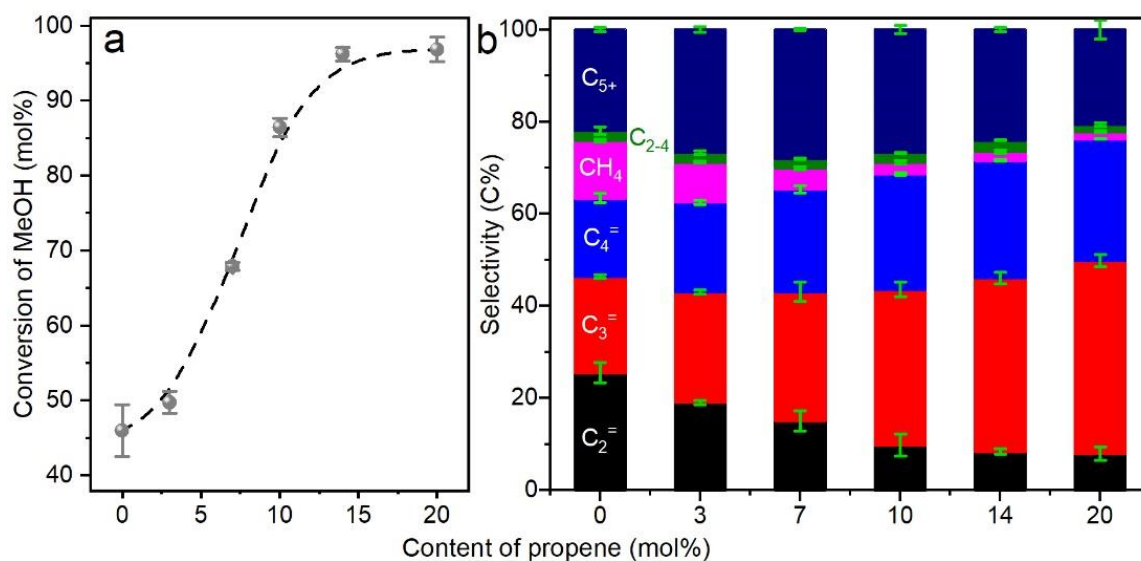 a
100
90
80
70
60
50
40
0 5 10 15 20
Conversion of MeOH (mol%)
b
100
80
60
40
20
0
0 3 7 10 14 20
Selectivity (C%)
C₅₊
C₂₋₄
CH₄
C₄⁼
C₃⁼
C₂⁼
Content of propene (mol%)